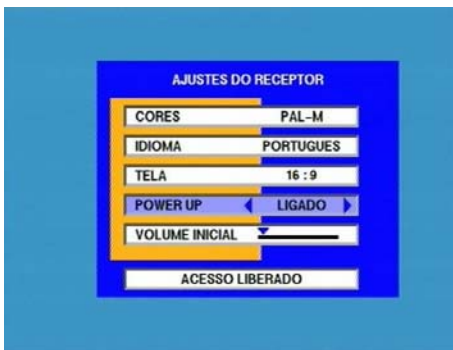 AJUSTES DO RECEPTOR
CORES PAL-M
IDIOMA PORTUGUES
TELA 16:9
POWER UP LIGADO
VOLUME INICIAL
ACESSO LIBERADO